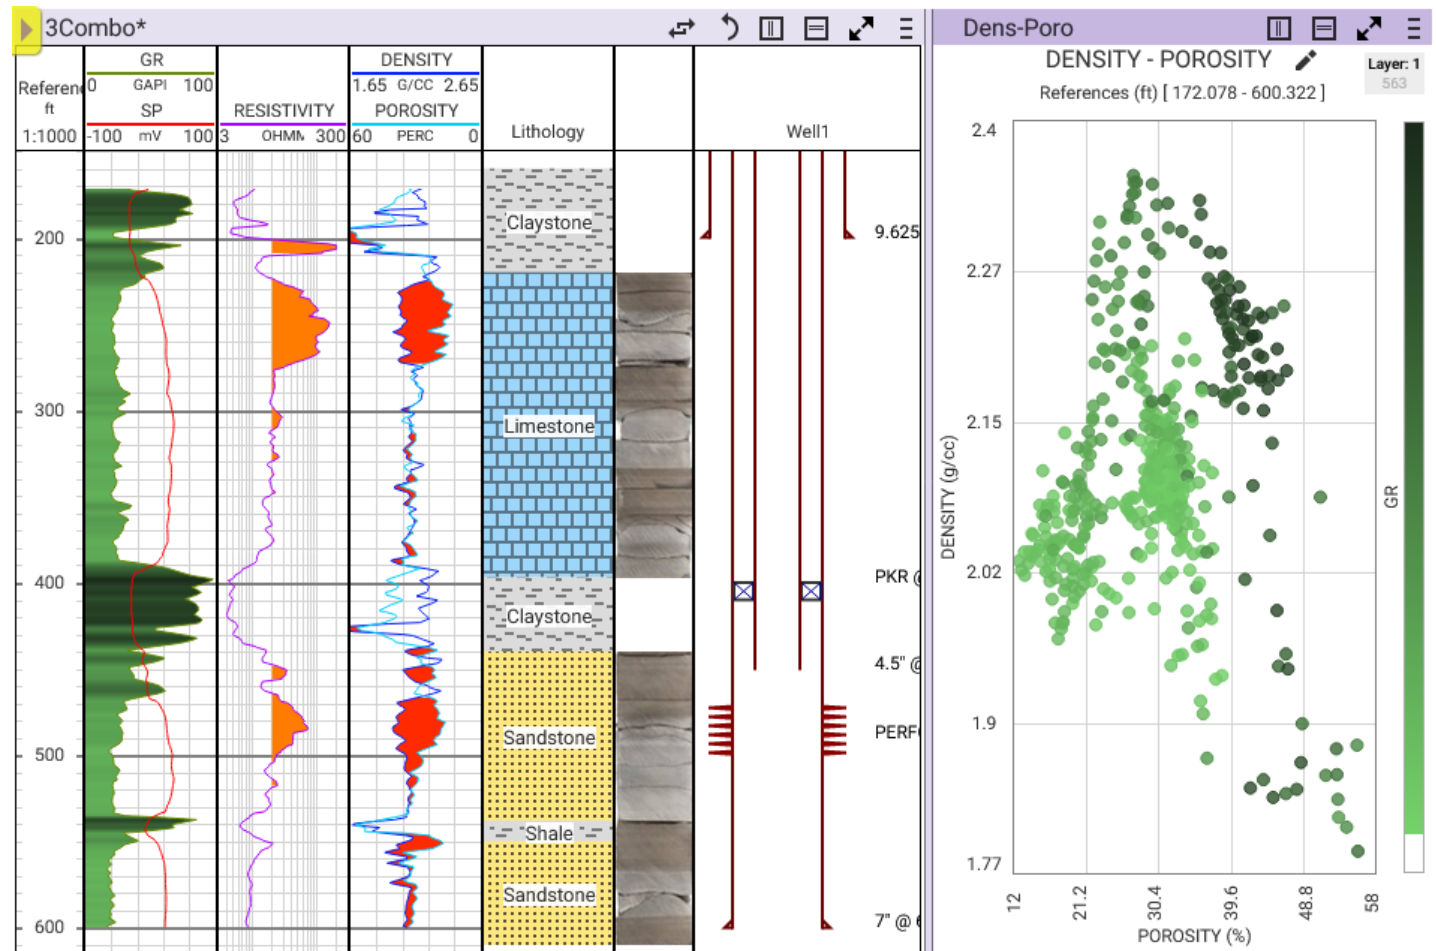 3Combo*
Dens-Poro
GR
0 GAPI 100
SP
-100 mV 100
Referen
ft
1:1000
RESISTIVITY
3 OHMM 300
DENSITY
1.65 G/CC 2.65
POROSITY
60 PERC 0
Lithology
Well1
200
300
400
500
600
Claystone
Limestone
Claystone
Sandstone
Shale
Sandstone
9.625
PKR @
4.5" @
PERF
7" @
DENSITY - POROSITY
References (ft) [ 172.078 - 600.322 ]
Layer: 1
563
DENSITY (g/cc)
2.4
2.27
2.15
2.02
1.9
1.77
12 21.2 30.4 39.6 48.8 58
POROSITY (%)
GR